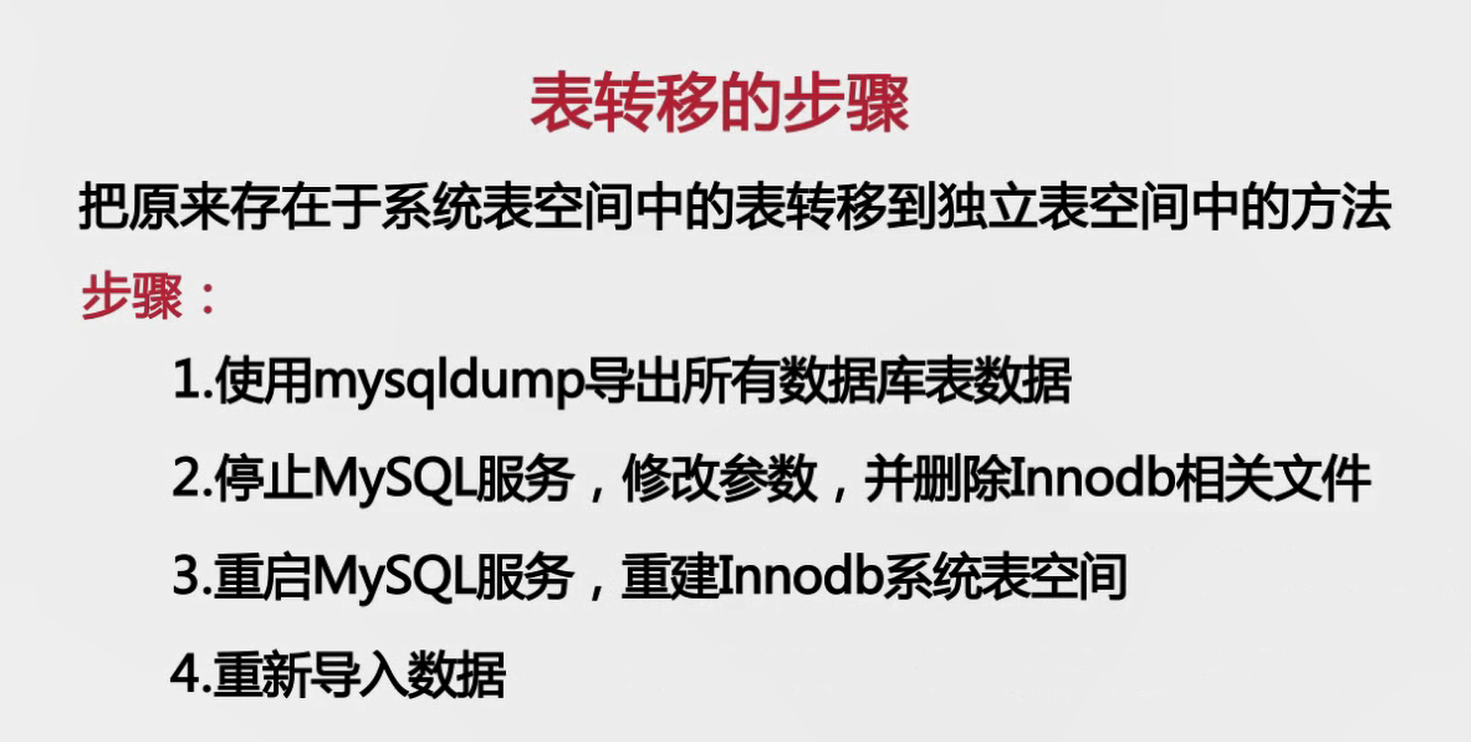 表转移的步骤
把原来存在于系统表空间中的表转移到独立表空间中的方法
步骤：
1.使用mysqldump导出所有数据库表数据
2.停止MySQL服务，修改参数，并删除Innodb相关文件
3.重启MySQL服务，重建Innodb系统表空间
4.重新导入数据